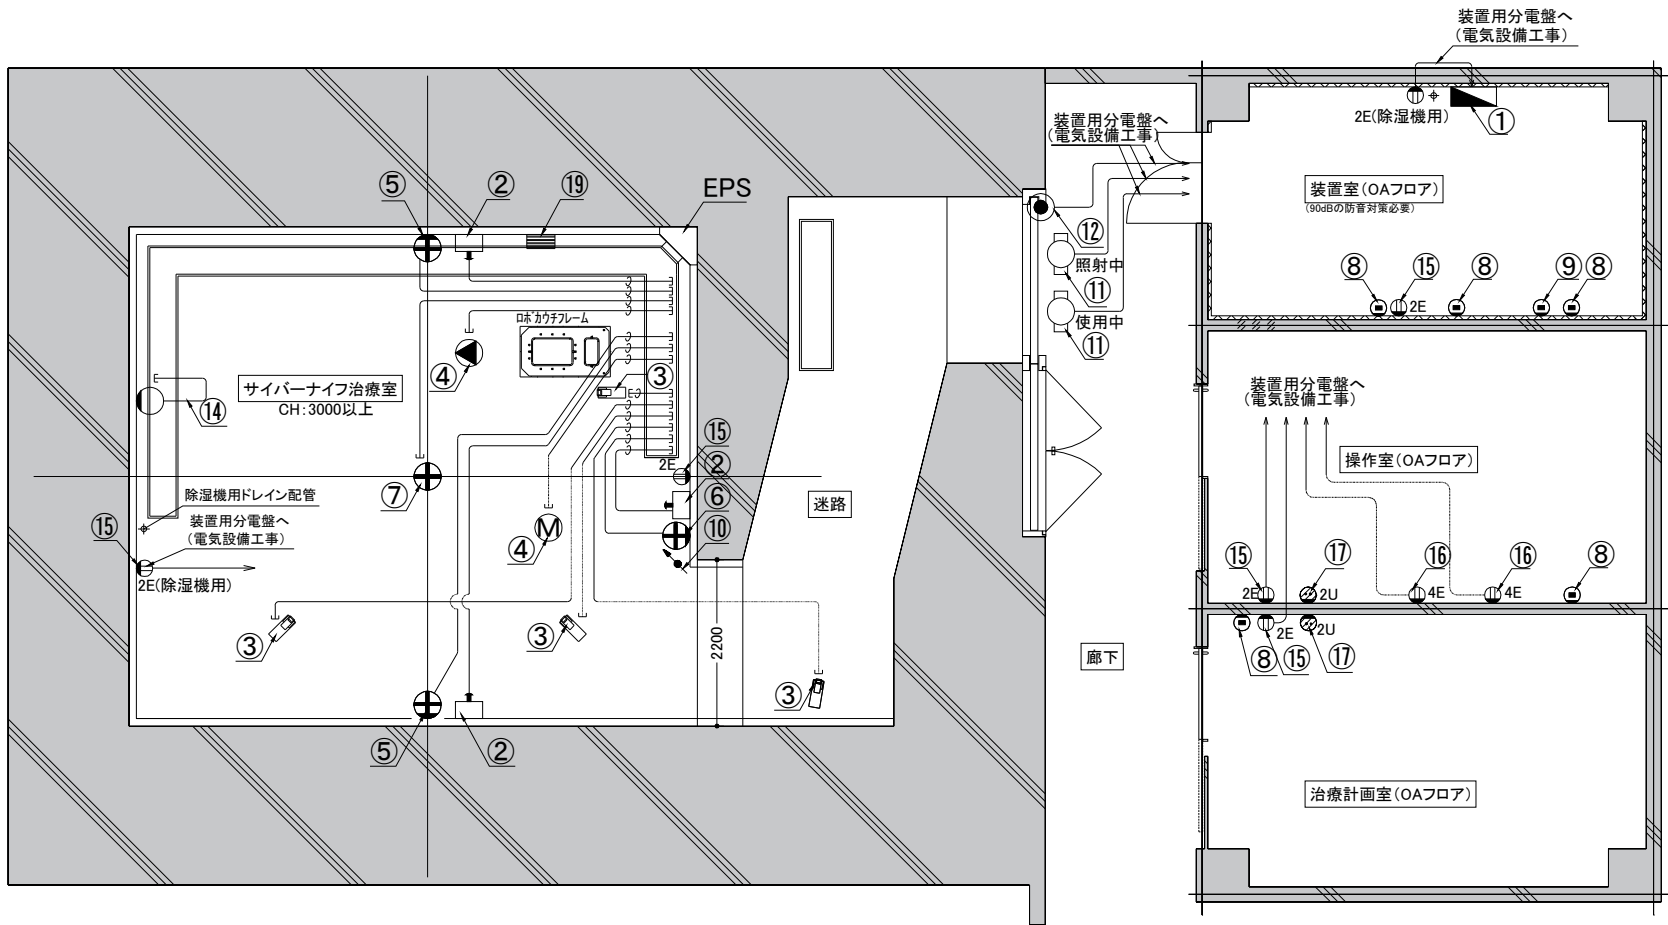 装置用分電盤へ
(電気設備工事)
2E(除湿機用)
①
装置用分電盤へ
(電気設備工事)
装置室(OAフロア)
(90dBの防音対策必要)
⑤
②
⑲
EPS
⑫
照射中
⑪
使用中
⑪
⑧
⑮
2E
⑧
⑨
⑧
ロボカウチフレーム
④
③
サイバーナイフ治療室
CH:3000以上
⑭
装置用分電盤へ
(電気設備工事)
操作室(OAフロア)
⑮
2E
②
⑦
⑥
⑩
迷路
除湿機用ドレイン配管
⑮
装置用分電盤へ
(電気設備工事)
2E(除湿機用)
M
④
⑮
2E
⑰
2U
⑯
4E
⑯
4E
⑧
⑧
2E
⑮
2U
⑰
③
③
2200
③
廊下
⑤
②
治療計画室(OAフロア)